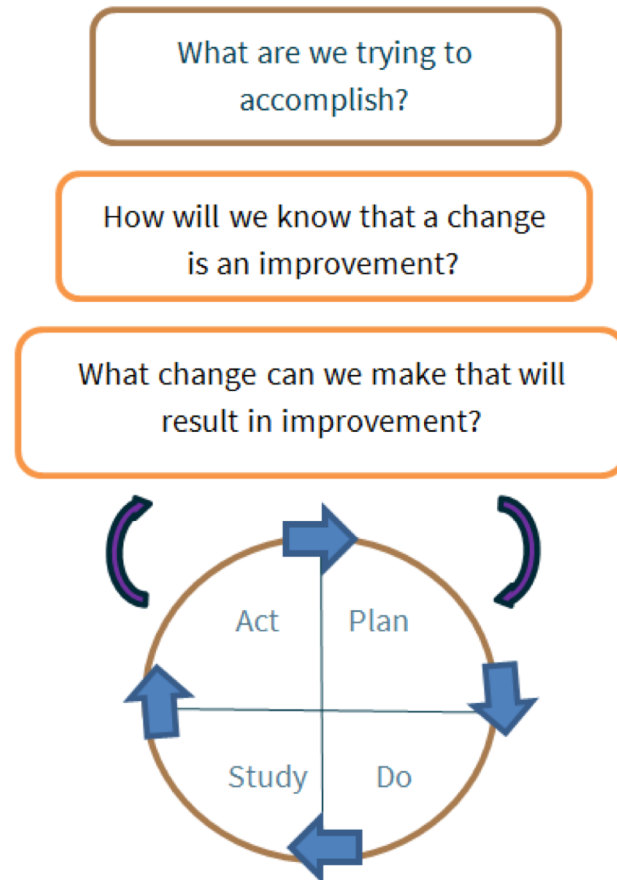 What are we trying to
accomplish?
How will we know that a change
is an improvement?
What change can we make that will
result in improvement?
Act
Plan
Study
Do